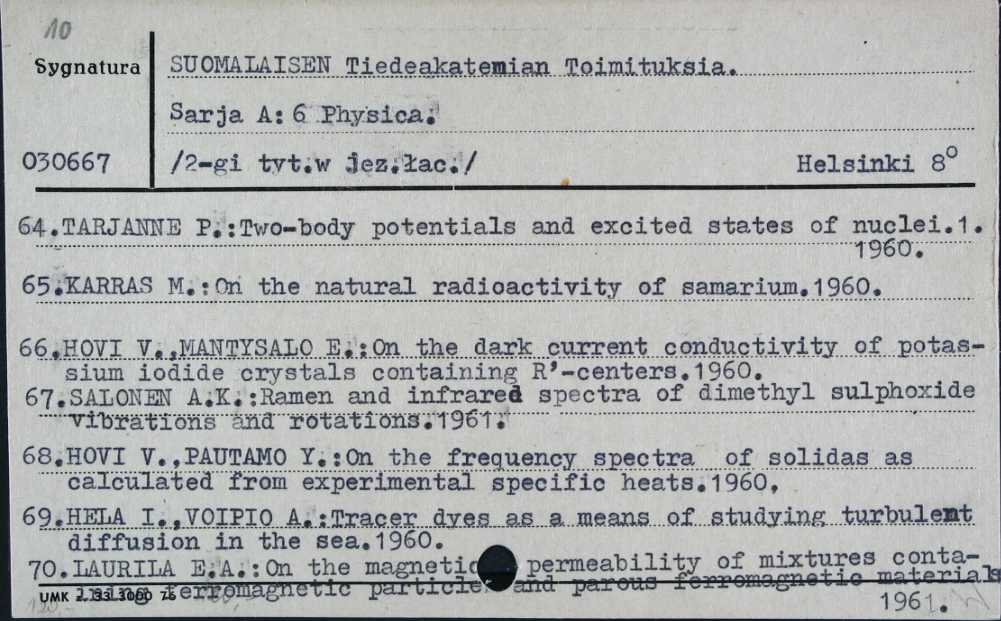 10
Sygnatura
SUOMALAISEN Tiedeakatemian Toimituksia.
Sarja A: 6 Physica.
030667
/2-gi tyt.w jez.łac./
Helsinki 8°
64.TARJANNE P.:Two-body potentials and excited states of nuclei.1.
1960.
65.KARRAS M.:On the natural radioactivity of samarium.1960.
66.HOVI V.,MANTYSALO E.:On the dark current conductivity of potas-
sium iodide crystals containing R'-centers.1960.
67.SALONEN A.K.:Ramen and infrared spectra of dimethyl sulphoxide
vibrations and rotations.1961.
68.HOVI V.,PAUTAMO Y.:On the frequency spectra of solidas as
calculated from experimental specific heats.1960,
69.HELA I.,VOIPIO A.:Tracer dyes as a means of studying turbulent
diffusion in the sea.1960.
70.LAURILA E.A.:On the magnetic permeability of mixtures conta-
ining ferromagnetic particles and parous ferromagnetic materials
UMK
1961.